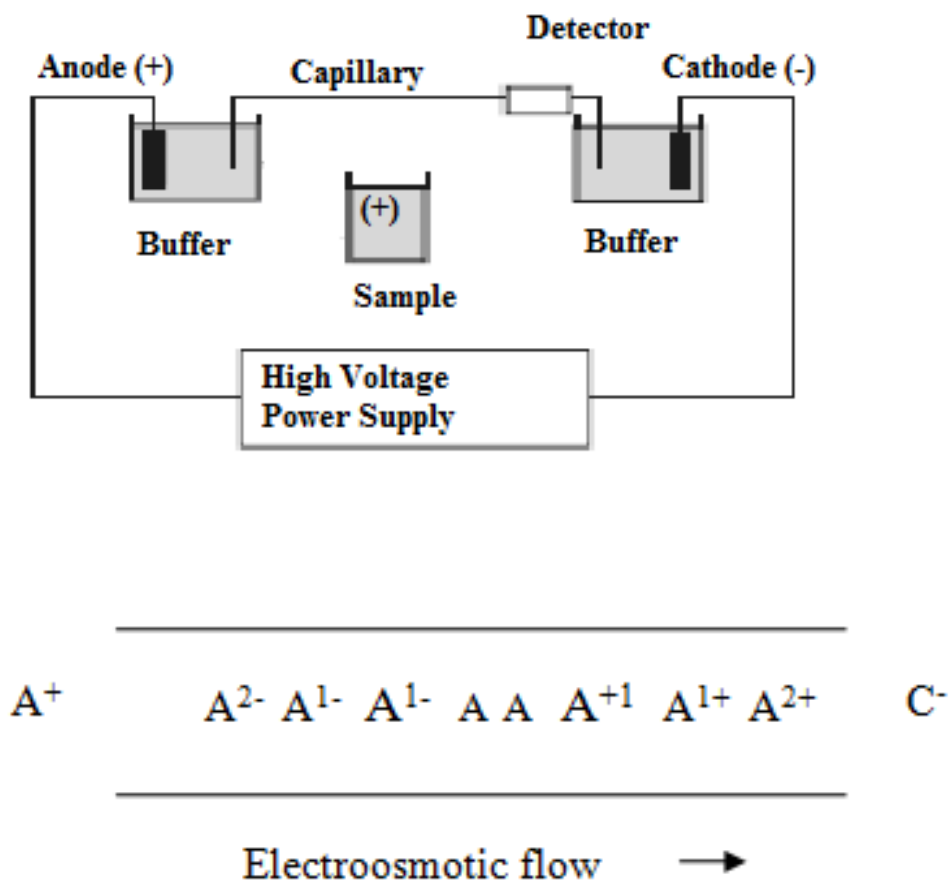 Detector
Anode (+)
Capillary
Cathode (-)
(+)
Buffer
Buffer
Sample
High Voltage
Power Supply
A⁺ A²⁻ A¹⁻ A¹⁻ A A A⁺¹ A¹⁺ A²⁺ C⁻
Electroosmotic flow →